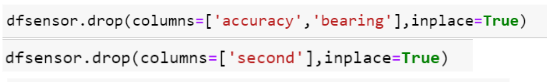 dfsensor.drop(columns=['accuracy','bearing'],inplace=True)
dfsensor.drop(columns=['second'],inplace=True)